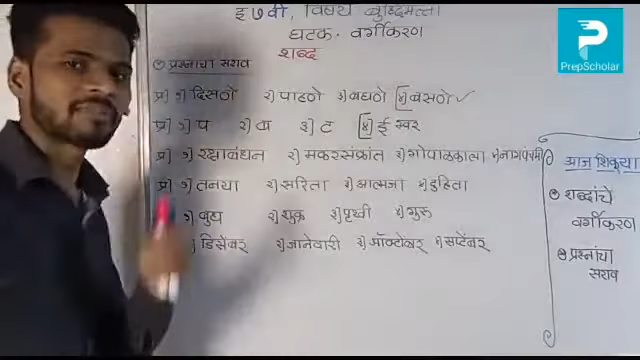 इ ७ वी, विषय बुद्धिमत्ता
घटक - वर्गीकरण
शब्द
प्रश्नाचा सराव
प्र) १) दिसणे २) पाहणे ३) बघणे ४) बसणे ✓
प्र) १) प २) ब ३) ट ४) ई स्वर
प्र) १) रक्षाबंधन २) मकरसंक्रांत ३) गोपाळकाला ४) नागपंचमी
प्र) १) तनया २) सरिता ३) आत्मजा ४) दुहिता
१) बुध २) शुक्र ३) पृथ्वी ४) गुरु
डिसेंबर २) जानेवारी ३) ऑक्टोबर ४) सप्टेंबर
आज शिकूया
शब्दांचे
वर्गीकरण
प्रश्नांचा
सराव
PrepScholar